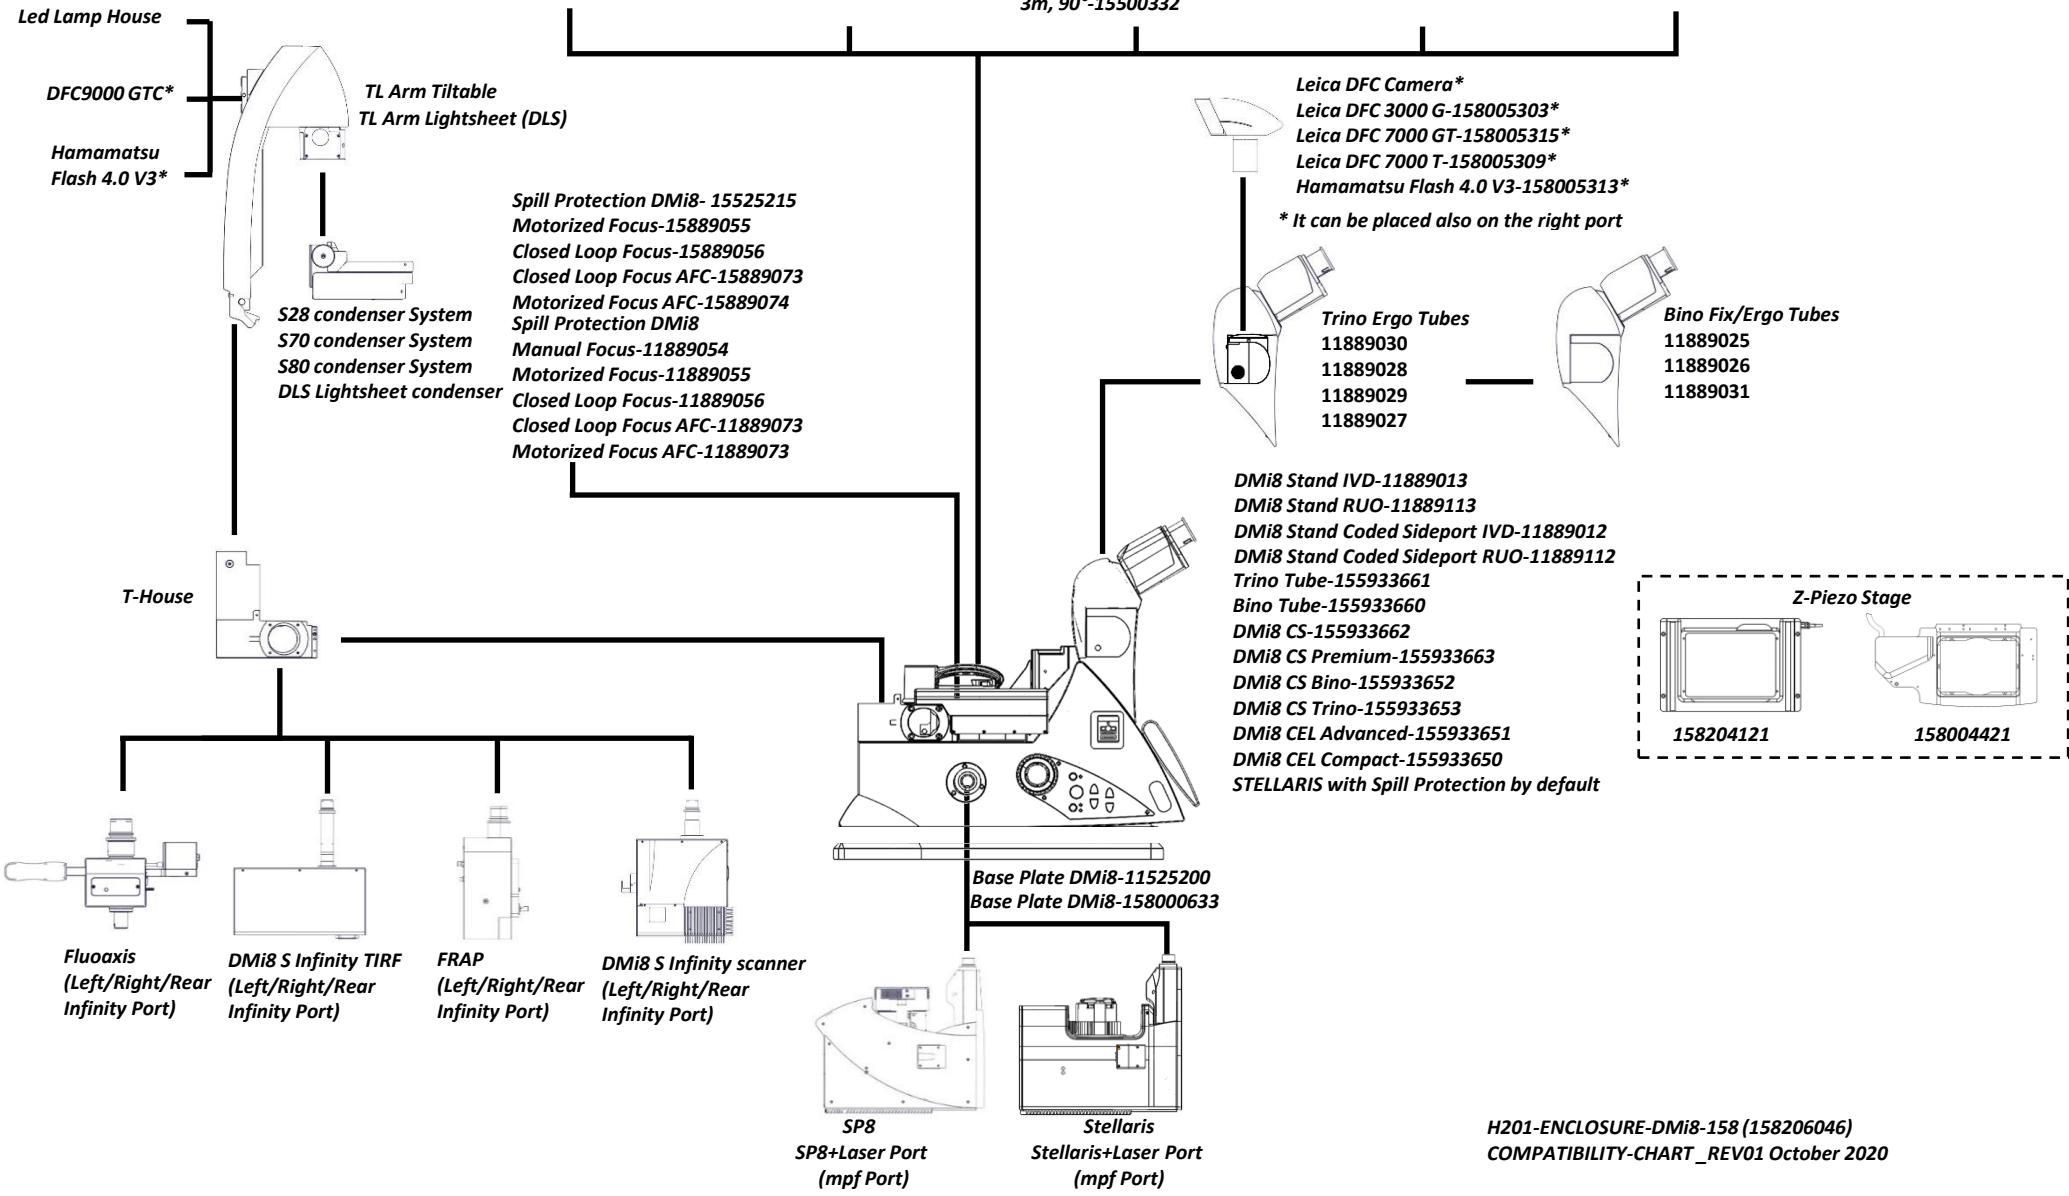 3m, 90°-15500332
Led Lamp House
DFC9000 GTC*
Hamamatsu
Flash 4.0 V3*
TL Arm Tiltable
TL Arm Lightsheet (DLS)
S28 condenser System
S70 condenser System
S80 condenser System
DLS Lightsheet condenser
Spill Protection DMi8- 15525215
Motorized Focus-15889055
Closed Loop Focus-15889056
Closed Loop Focus AFC-15889073
Motorized Focus AFC-15889074
Spill Protection DMi8
Manual Focus-11889054
Motorized Focus-11889055
Closed Loop Focus-11889056
Closed Loop Focus AFC-11889073
Motorized Focus AFC-11889073
Leica DFC Camera*
Leica DFC 3000 G-158005303*
Leica DFC 7000 GT-158005315*
Leica DFC 7000 T-158005309*
Hamamatsu Flash 4.0 V3-158005313*
* It can be placed also on the right port
Trino Ergo Tubes
11889030
11889028
11889029
11889027
Bino Fix/Ergo Tubes
11889025
11889026
11889031
DMi8 Stand IVD-11889013
DMi8 Stand RUO-11889113
DMi8 Stand Coded Sideport IVD-11889012
DMi8 Stand Coded Sideport RUO-11889112
Trino Tube-155933661
Bino Tube-155933660
DMi8 CS-155933662
DMi8 CS Premium-155933663
DMi8 CS Bino-155933652
DMi8 CS Trino-155933653
DMi8 CEL Advanced-155933651
DMi8 CEL Compact-155933650
STELLARIS with Spill Protection by default
Z-Piezo Stage
158204121
158004421
T-House
Fluoaxis
(Left/Right/Rear
Infinity Port)
DMi8 S Infinity TIRF
(Left/Right/Rear
Infinity Port)
FRAP
(Left/Right/Rear
Infinity Port)
DMi8 S Infinity scanner
(Left/Right/Rear
Infinity Port)
Base Plate DMi8-11525200
Base Plate DMi8-158000633
SP8
SP8+Laser Port
(mpf Port)
Stellaris
Stellaris+Laser Port
(mpf Port)
H201-ENCLOSURE-DMi8-158 (158206046)
COMPATIBILITY-CHART_REV01 October 2020